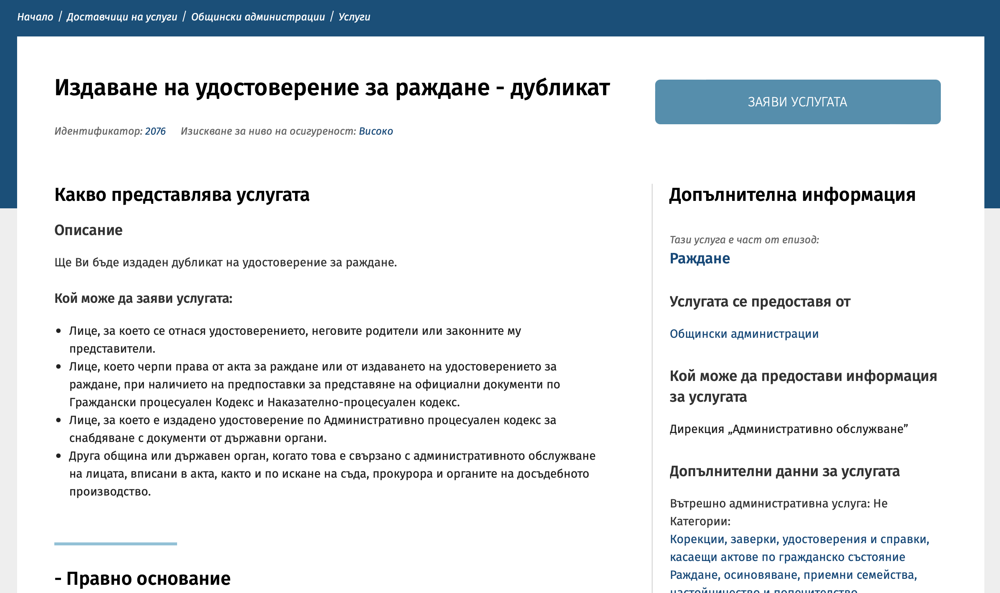 Начало / Доставчици на услуги / Общински администрации / Услуги
Издаване на удостоверение за раждане - дубликат
ЗАЯВИ УСЛУГАТА
Идентификатор: 2076 Изискване за ниво на осигуреност: Високо
Какво представлява услугата
Описание
Ще Ви бъде издаден дубликат на удостоверение за раждане.
Кой може да заяви услугата:
• Лице, за което се отнася удостоверението, неговите родители или законните му
представители.
• Лице, което черпи права от акта за раждане или от издаването на удостоверението за
раждане, при наличието на предпоставки за представяне на официални документи по
Граждански процесуален Кодекс и Наказателно-процесуален кодекс.
• Лице, за което е издадено удостоверение по Административно процесуален кодекс за
снабдяване с документи от държавни органи.
• Друга община или държавен орган, когато това е свързано с административното обслужване
на лицата, вписани в акта, както и по искане на съда, прокурора и органите на досъдебното
производство.
- Правно основание
Допълнителна информация
Тази услуга е част от епизод:
Раждане
Услугата се предоставя от
Общински администрации
Кой може да предостави информация
за услугата
Дирекция „Административно обслужване”
Допълнителни данни за услугата
Вътрешно административна услуга: Не
Категории:
Корекции, заверки, удостоверения и справки,
касаещи актове по гражданско състояние
Раждане, осиновяване, приемни семейства,
настойничество и попечителство